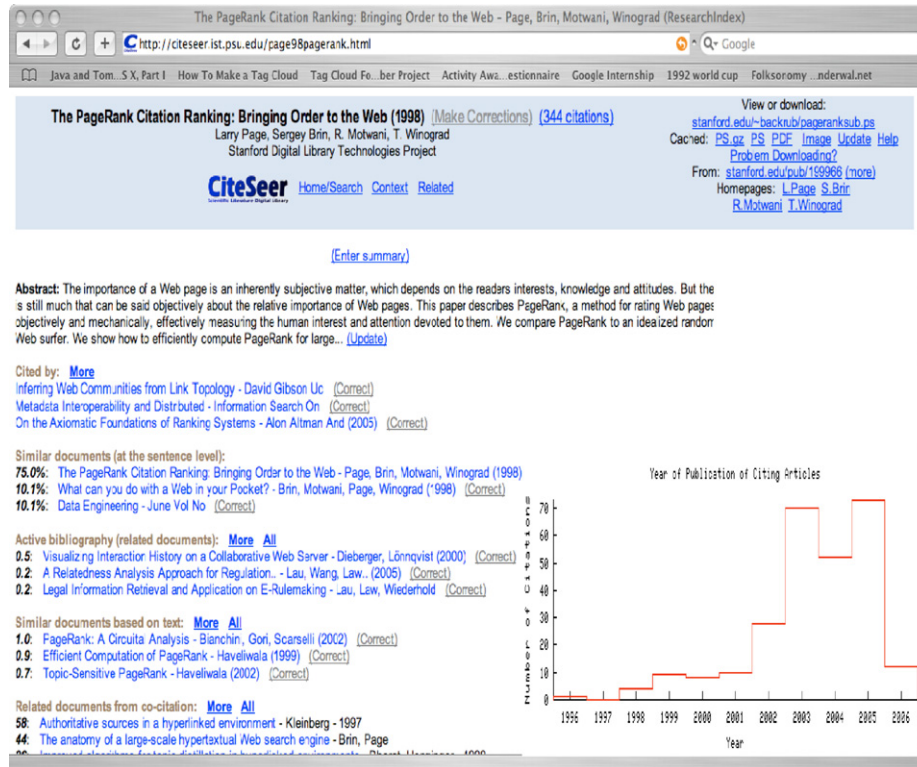 The PageRank Citation Ranking: Bringing Order to the Web - Page, Brin, Motwani, Winograd (ResearchIndex)
http://citeseer.ist.psu.edu/page98pagerank.html
Google
Java and Tom...S X, Part I How To Make a Tag Cloud Tag Cloud Fo...ber Project Activity Awa...estionnaire Google Internship 1992 world cup Folksonomy ...nderwal.net
The PageRank Citation Ranking: Bringing Order to the Web (1998) (Make Corrections) (344 citations)
Larry Page, Sergey Brin, R. Motwani, T. Winograd
Stanford Digital Library Technologies Project
CiteSeer Home/Search Context Related
Scientific Literature Digital Library
View or download:
stanford.edu/~backrub/pageranksub.ps
Cached: PS.gz PS PDF Image Update Help
Problem Downloading?
From: stanford.edu/pub/199966 (more)
Homepages: L.Page S.Brin
R.Motwani T.Winograd
(Enter summary)
Abstract: The importance of a Web page is an inherently subjective matter, which depends on the readers interests, knowledge and attitudes. But the
is still much that can be said objectively about the relative importance of Web pages. This paper describes PageRank, a method for rating Web pages
objectively and mechanically, effectively measuring the human interest and attention devoted to them. We compare PageRank to an idealized random
Web surfer. We show how to efficiently compute PageRank for large... (Update)
Cited by: More
Inferring Web Communities from Link Topology - David Gibson Uc (Correct)
Metadata Interoperability and Distributed - Information Search On (Correct)
On the Axiomatic Foundations of Ranking Systems - Alon Altman And (2005) (Correct)
Similar documents (at the sentence level):
75.0%: The PageRank Citation Ranking: Bringing Order to the Web - Page, Brin, Motwani, Winograd (1998)
10.1%: What can you do with a Web in your Pocket? - Brin, Motwani, Page, Winograd (1998) (Correct)
10.1%: Data Engineering - June Vol No (Correct)
Active bibliography (related documents): More All
0.5: Visualizing Interaction History on a Collaborative Web Server - Dieberger, Lönnqvist (2000) (Correct)
0.2: A Relatedness Analysis Approach for Regulation.. - Lau, Wang, Law.. (2005) (Correct)
0.2: Legal Information Retrieval and Application on E-Rulemaking - Lau, Law, Wiederhold (Correct)
Similar documents based on text: More All
1.0: PageRank: A Circuital Analysis - Bianchini, Gori, Scarselli (2002) (Correct)
0.9: Efficient Computation of PageRank - Haveliwala (1999) (Correct)
0.7: Topic-Sensitive PageRank - Haveliwala (2002) (Correct)
Related documents from co-citation: More All
58: Authoritative sources in a hyperlinked environment - Kleinberg - 1997
44: The anatomy of a large-scale hypertextual Web search engine - Brin, Page
Year of Publication of Citing Articles
Number of Citations
70
60
50
40
30
20
10
0
1996 1997 1998 1999 2000 2001 2002 2003 2004 2005 2006
Year